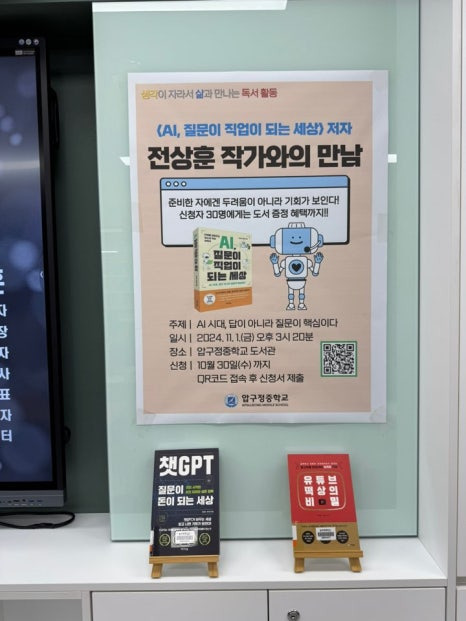 생각이 자라서 삶과 만나는 독서 활동
<AI, 질문이 직업이 되는 세상> 저자
전상훈 작가와의 만남
준비한 자에겐 두려움이 아니라 기회가 보인다!
신청자 30명에게는 도서 증정 혜택까지!!
AI,
질문이
직업이
되는 세상
주제 | AI 시대, 답이 아니라 질문이 핵심이다
일시 | 2024. 11. 1.(금) 오후 3시 20분
장소 | 압구정중학교 도서관
신청 | 10월 30일(수) 까지
QR코드 접속 후 신청서 제출
압구정중학교
챗GPT
질문이
돈이 되는 세상
유튜브
떡상의
비밀
자
장
자
사
표
자
터